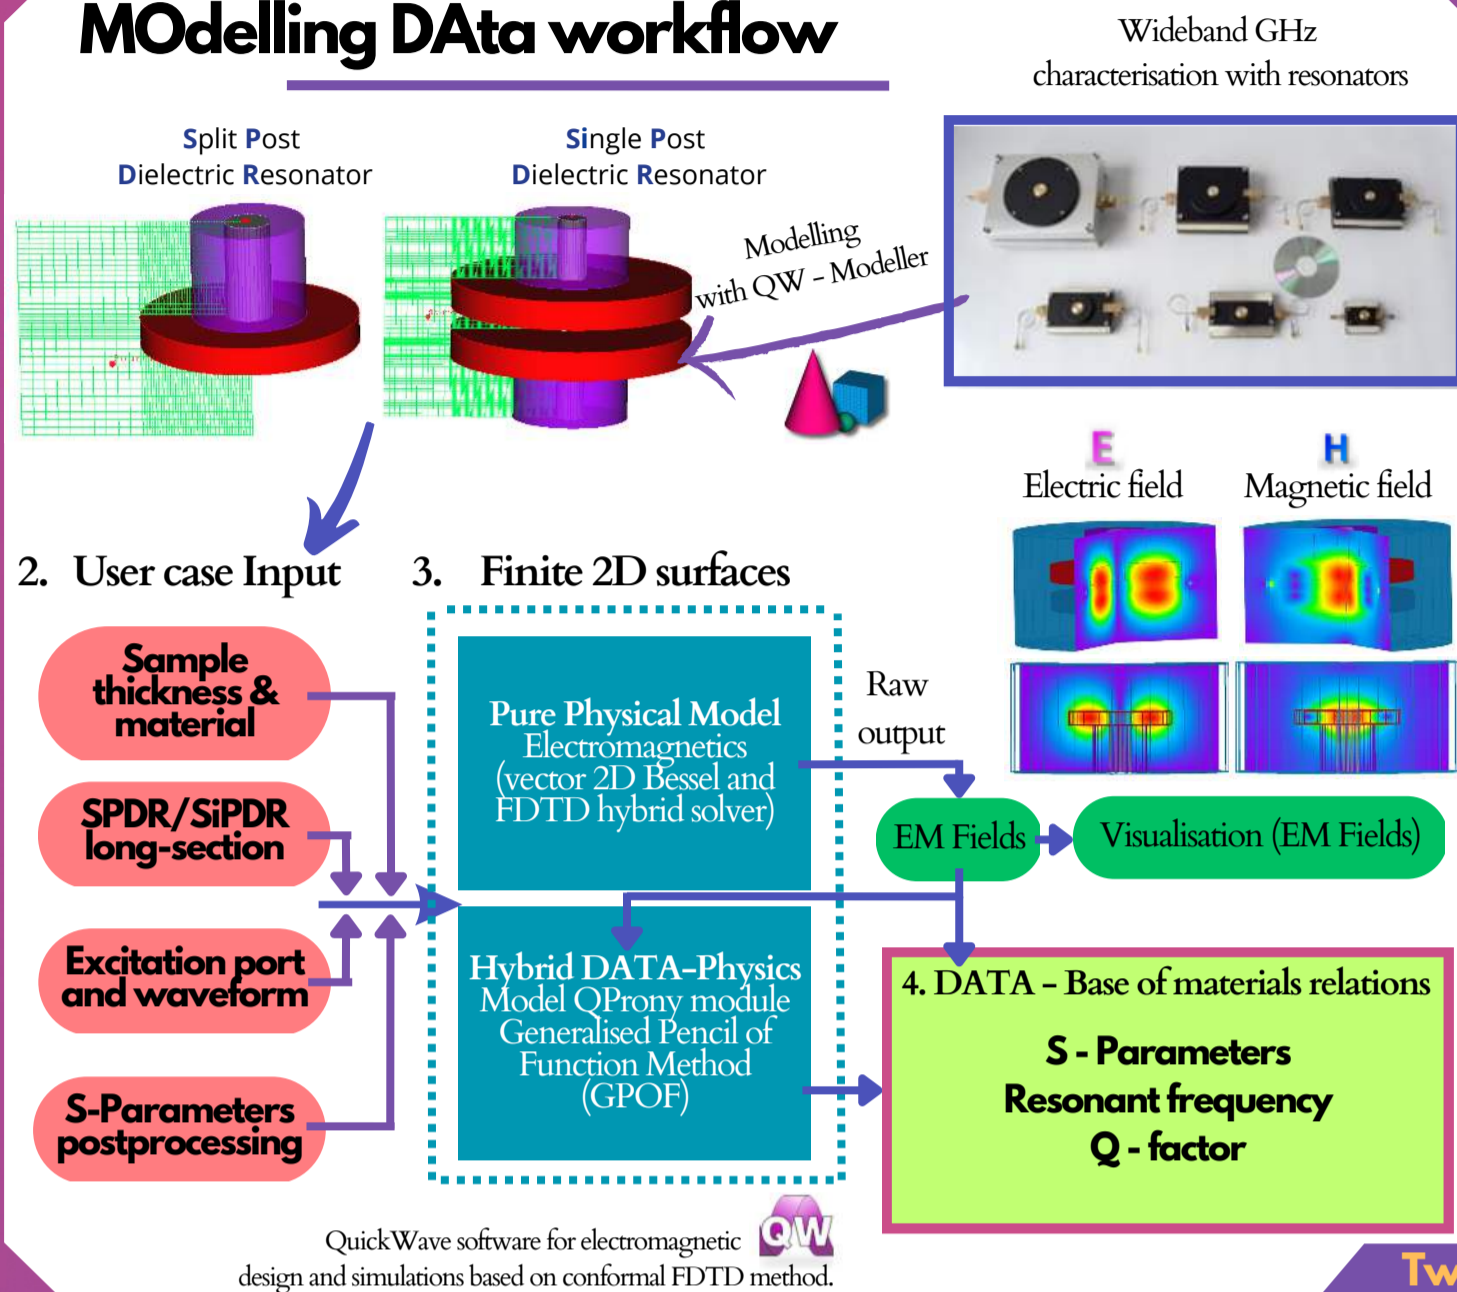 MOdelling DAta workflow
Wideband GHz
characterisation with resonators
Split Post
Dielectric Resonator
Single Post
Dielectric Resonator
Modelling
with QW - Modeller
E
Electric field
H
Magnetic field
2. User case Input
3. Finite 2D surfaces
Sample
thickness &
material
SPDR/SiPDR
long-section
Excitation port
and waveform
S-Parameters
postprocessing
Pure Physical Model
Electromagnetics
(vector 2D Bessel and
FDTD hybrid solver)
Raw
output
EM Fields
Visualisation (EM Fields)
Hybrid DATA-Physics
Model QProny module
Generalised Pencil of
Function Method
(GPOF)
4. DATA - Base of materials relations
S - Parameters
Resonant frequency
Q - factor
QuickWave software for electromagnetic
design and simulations based on conformal FDTD method.
QW
Tw